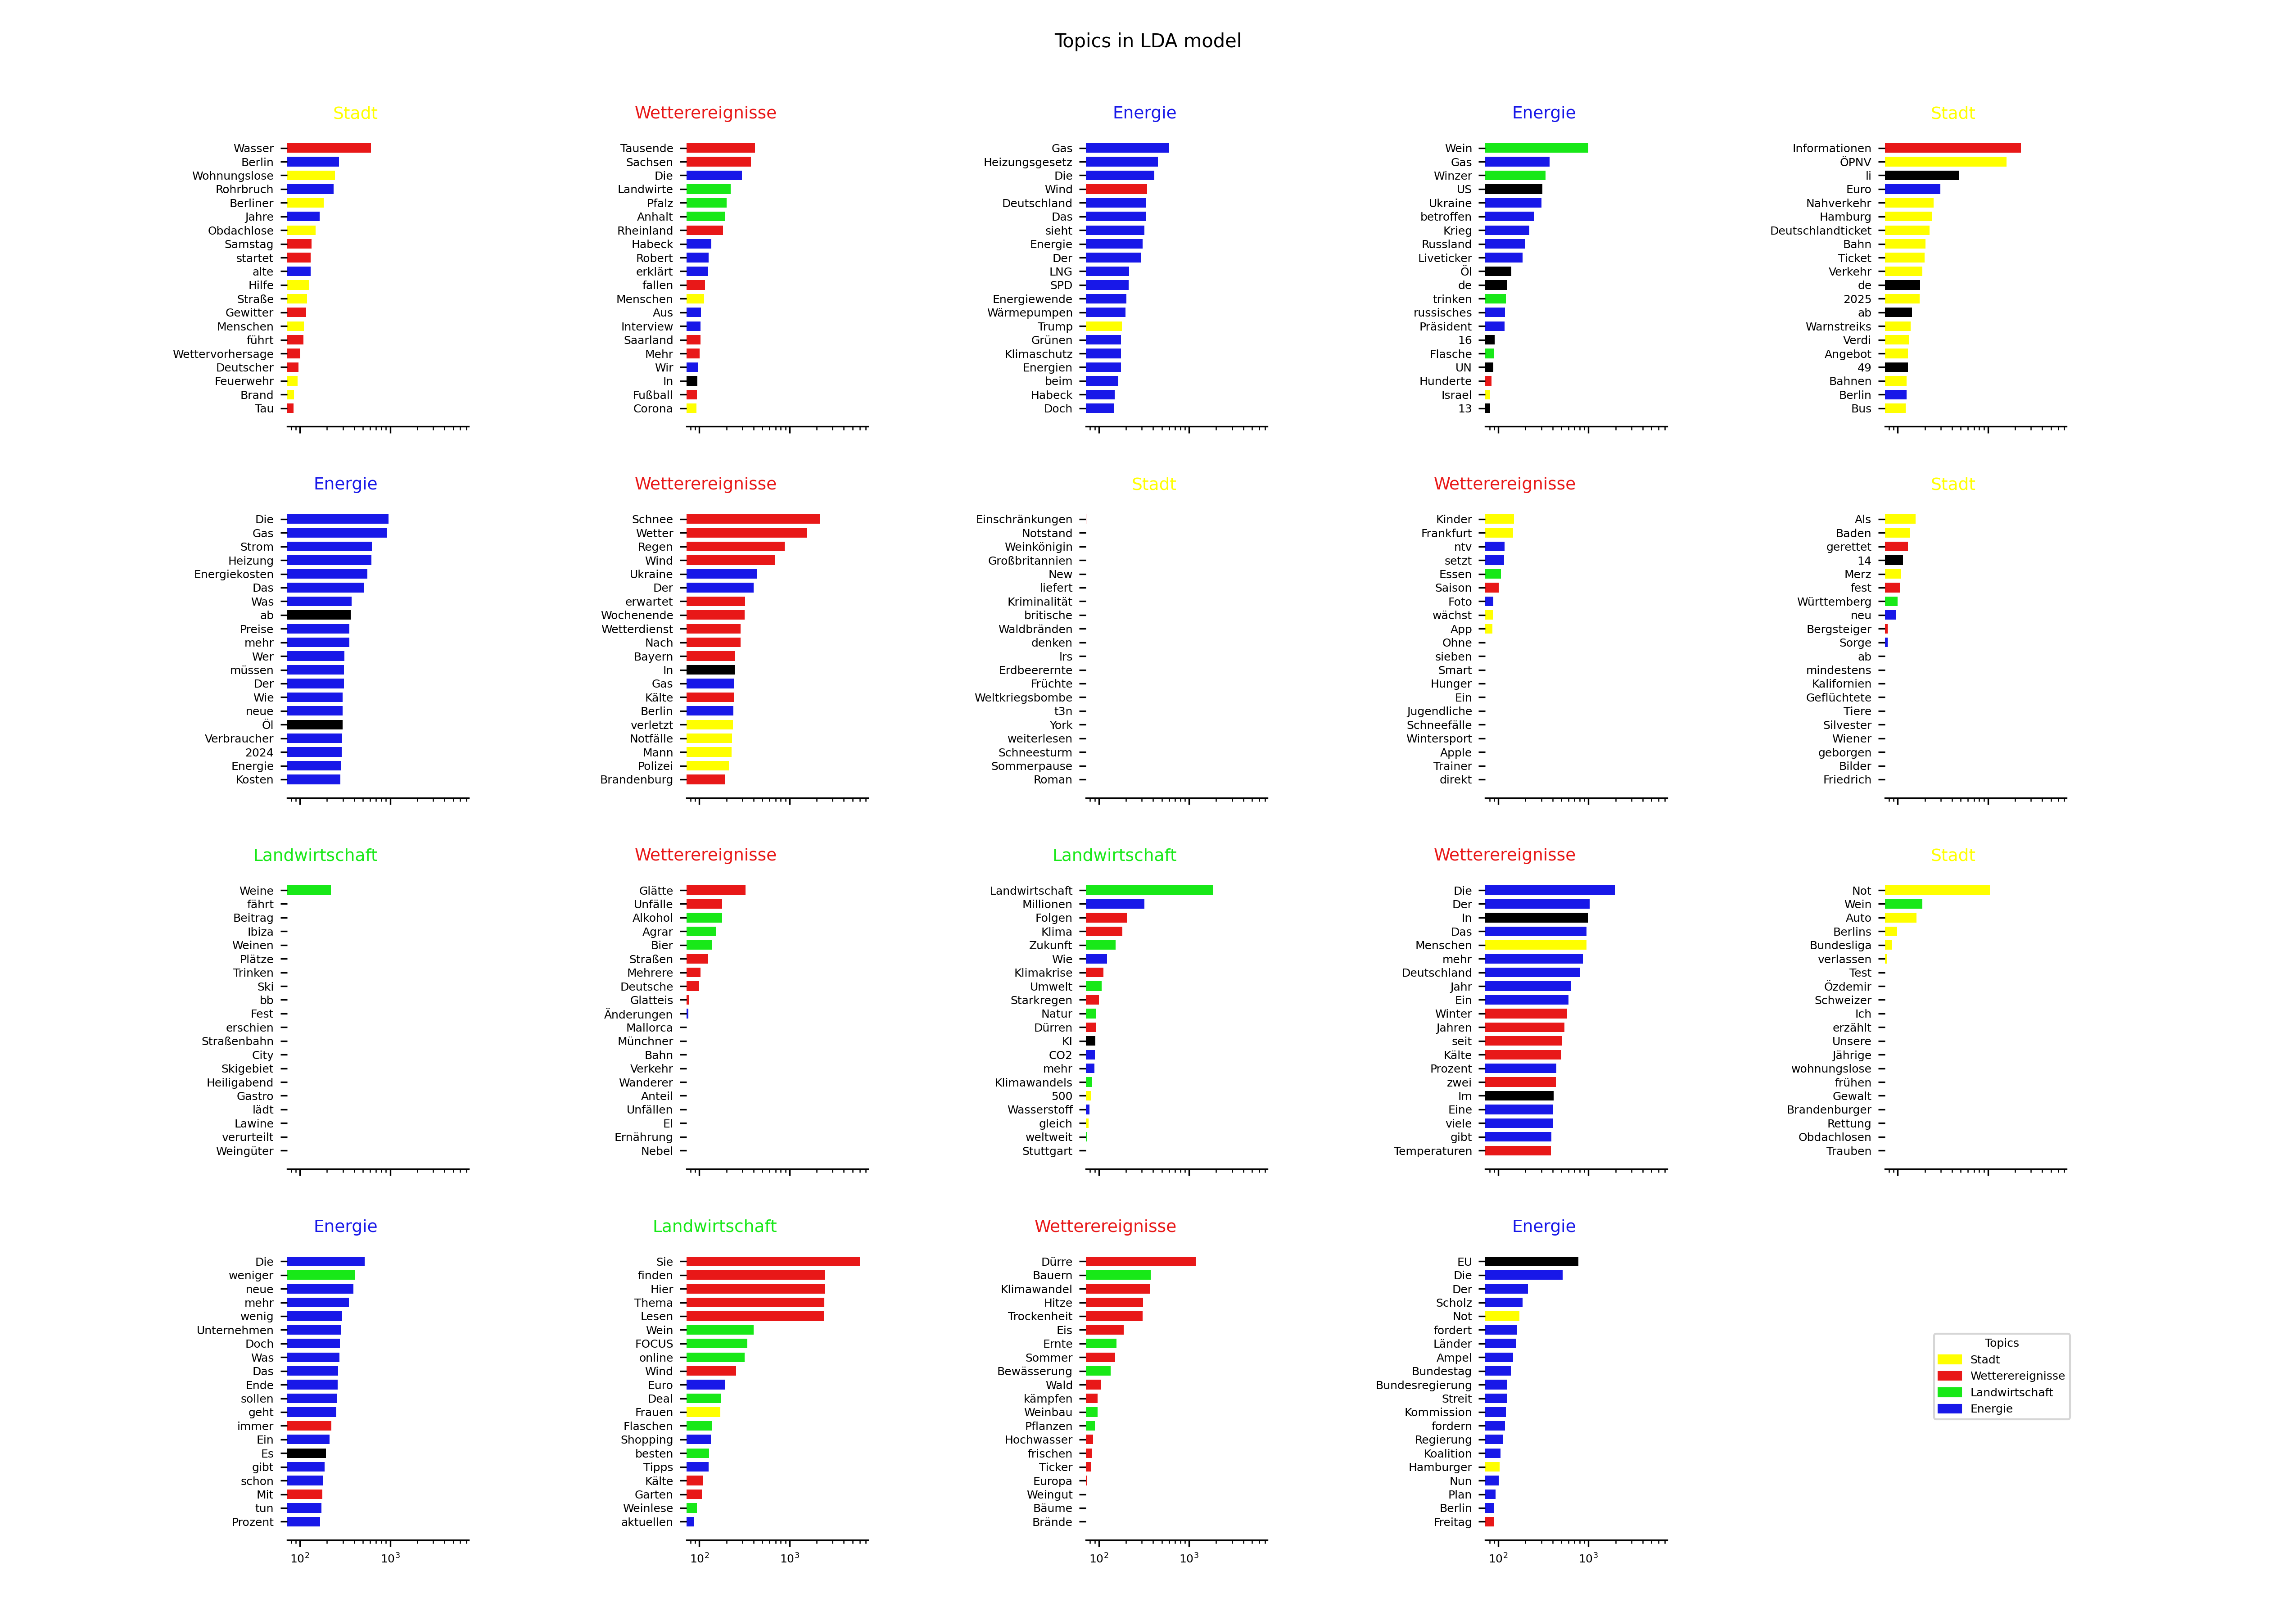 Topics in LDA model
Stadt
Wasser
Berlin
Wohnungslose
Rohrbruch
Berliner
Jahre
Obdachlose
Samstag
startet
alte
Hilfe
Straße
Gewitter
Menschen
führt
Wettervorhersage
Deutscher
Feuerwehr
Brand
Tau
Wetterereignisse
Tausende
Sachsen
Die
Landwirte
Pfalz
Anhalt
Rheinland
Habeck
Robert
erklärt
fallen
Menschen
Aus
Interview
Saarland
Mehr
Wir
In
Fußball
Corona
Energie
Gas
Heizungsgesetz
Die
Wind
Deutschland
Das
sieht
Energie
Der
LNG
SPD
Energiewende
Wärmepumpen
Trump
Grünen
Klimaschutz
Energien
beim
Habeck
Doch
Energie
Wein
Gas
Winzer
US
Ukraine
betroffen
Krieg
Russland
Liveticker
Öl
de
trinken
russisches
Präsident
16
Flasche
UN
Hunderte
Israel
13
Stadt
Informationen
ÖPNV
li
Euro
Nahverkehr
Hamburg
Deutschlandticket
Bahn
Ticket
Verkehr
de
2025
ab
Warnstreiks
Verdi
Angebot
49
Bahnen
Berlin
Bus
Energie
Die
Gas
Strom
Heizung
Energiekosten
Das
Was
ab
Preise
mehr
Wer
müssen
Der
Wie
neue
Öl
Verbraucher
2024
Energie
Kosten
Wetterereignisse
Schnee
Wetter
Regen
Wind
Ukraine
Der
erwartet
Wochenende
Wetterdienst
Nach
Bayern
In
Gas
Kälte
Berlin
verletzt
Notfälle
Mann
Polizei
Brandenburg
Stadt
Einschränkungen
Notstand
Weinkönigin
Großbritannien
New
liefert
Kriminalität
britische
Waldbränden
denken
lrs
Erdbeerernte
Früchte
Weltkriegsbombe
t3n
York
weiterlesen
Schneesturm
Sommerpause
Roman
Wetterereignisse
Kinder
Frankfurt
ntv
setzt
Essen
Saison
Foto
wächst
App
Ohne
sieben
Smart
Hunger
Ein
Jugendliche
Schneefälle
Wintersport
Apple
Trainer
direkt
Stadt
Als
Baden
gerettet
14
Merz
fest
Württemberg
neu
Bergsteiger
Sorge
ab
mindestens
Kalifornien
Geflüchtete
Tiere
Silvester
Wiener
geborgen
Bilder
Friedrich
Landwirtschaft
Weine
fährt
Beitrag
Ibiza
Weinen
Plätze
Trinken
Ski
bb
Fest
erschien
Straßenbahn
City
Skigebiet
Heiligabend
Gastro
lädt
Lawine
verurteilt
Weingüter
Wetterereignisse
Glätte
Unfälle
Alkohol
Agrar
Bier
Straßen
Mehrere
Deutsche
Glatteis
Änderungen
Mallorca
Münchner
Bahn
Verkehr
Wanderer
Anteil
Unfällen
El
Ernährung
Nebel
Landwirtschaft
Landwirtschaft
Millionen
Folgen
Klima
Zukunft
Wie
Klimakrise
Umwelt
Starkregen
Natur
Dürren
KI
CO2
mehr
Klimawandels
500
Wasserstoff
gleich
weltweit
Stuttgart
Wetterereignisse
Die
Der
In
Das
Menschen
mehr
Deutschland
Jahr
Ein
Winter
Jahren
seit
Kälte
Prozent
zwei
Im
Eine
viele
gibt
Temperaturen
Stadt
Not
Wein
Auto
Berlins
Bundesliga
verlassen
Test
Özdemir
Schweizer
Ich
erzählt
Unsere
Jährige
wohnungslose
frühen
Gewalt
Brandenburger
Rettung
Obdachlosen
Trauben
Energie
Die
weniger
neue
mehr
wenig
Unternehmen
Doch
Was
Das
Ende
sollen
geht
immer
Ein
Es
gibt
schon
Mit
tun
Prozent
10² 10³
Landwirtschaft
Sie
finden
Hier
Thema
Lesen
Wein
FOCUS
online
Wind
Euro
Deal
Frauen
Flaschen
Shopping
besten
Tipps
Kälte
Garten
Weinlese
aktuellen
10² 10³
Wetterereignisse
Dürre
Bauern
Klimawandel
Hitze
Trockenheit
Eis
Ernte
Sommer
Bewässerung
Wald
kämpfen
Weinbau
Pflanzen
Hochwasser
frischen
Ticker
Europa
Weingut
Bäume
Brände
10² 10³
Energie
EU
Die
Der
Scholz
Not
fordert
Länder
Ampel
Bundestag
Bundesregierung
Streit
Kommission
fordern
Regierung
Koalition
Hamburger
Nun
Plan
Berlin
Freitag
10² 10³
Topics
Stadt
Wetterereignisse
Landwirtschaft
Energie